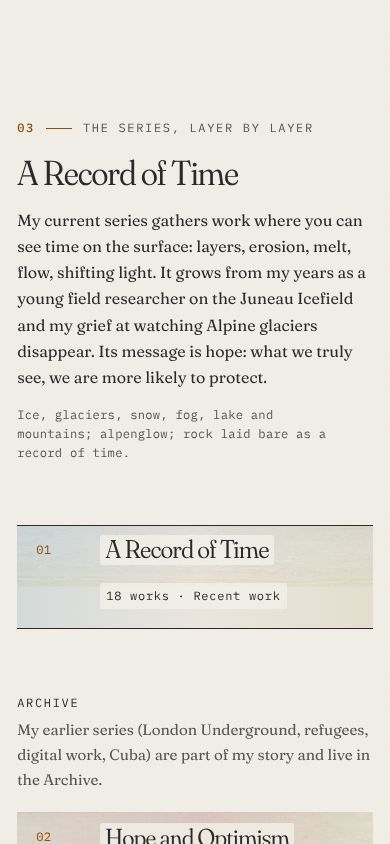 03 — THE SERIES, LAYER BY LAYER
A Record of Time
My current series gathers work where you can
see time on the surface: layers, erosion, melt,
flow, shifting light. It grows from my years as a
young field researcher on the Juneau Icefield
and my grief at watching Alpine glaciers
disappear. Its message is hope: what we truly
see, we are more likely to protect.
Ice, glaciers, snow, fog, lake and
mountains; alpenglow; rock laid bare as a
record of time.
01 A Record of Time
18 works · Recent work
ARCHIVE
My earlier series (London Underground, refugees,
digital work, Cuba) are part of my story and live in
the Archive.
02 Hope and Optimism